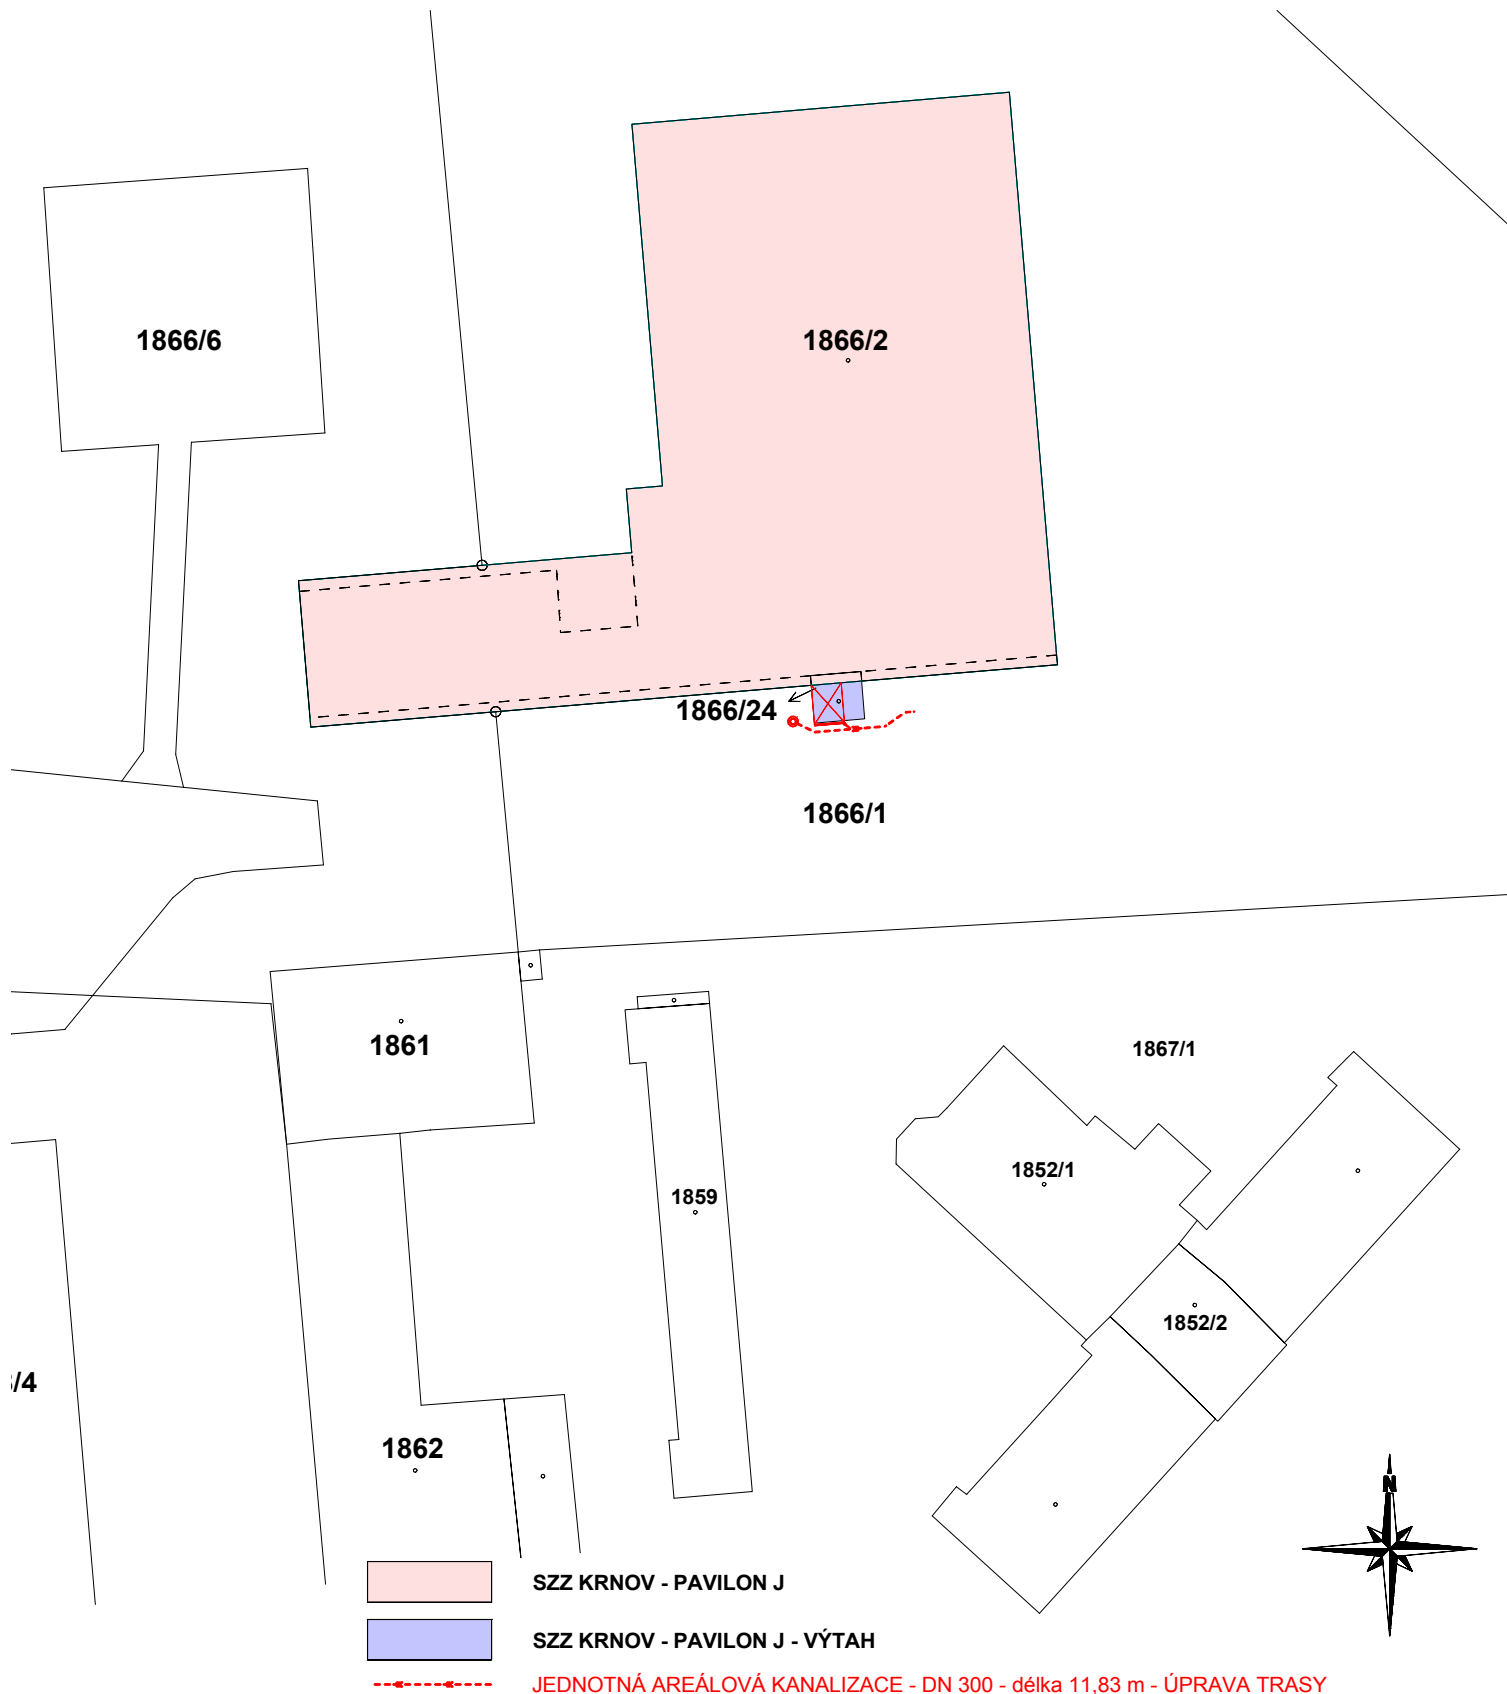 1866/6
1866/2
1866/24
1866/1
1861
1867/1
1852/1
1859
1852/2
/4
1862
N
SZZ KRNOV - PAVILON J
SZZ KRNOV - PAVILON J - VÝTAH
JEDNOTNÁ AREÁLOVÁ KANALIZACE - DN 300 - délka 11,83 m - ÚPRAVA TRASY